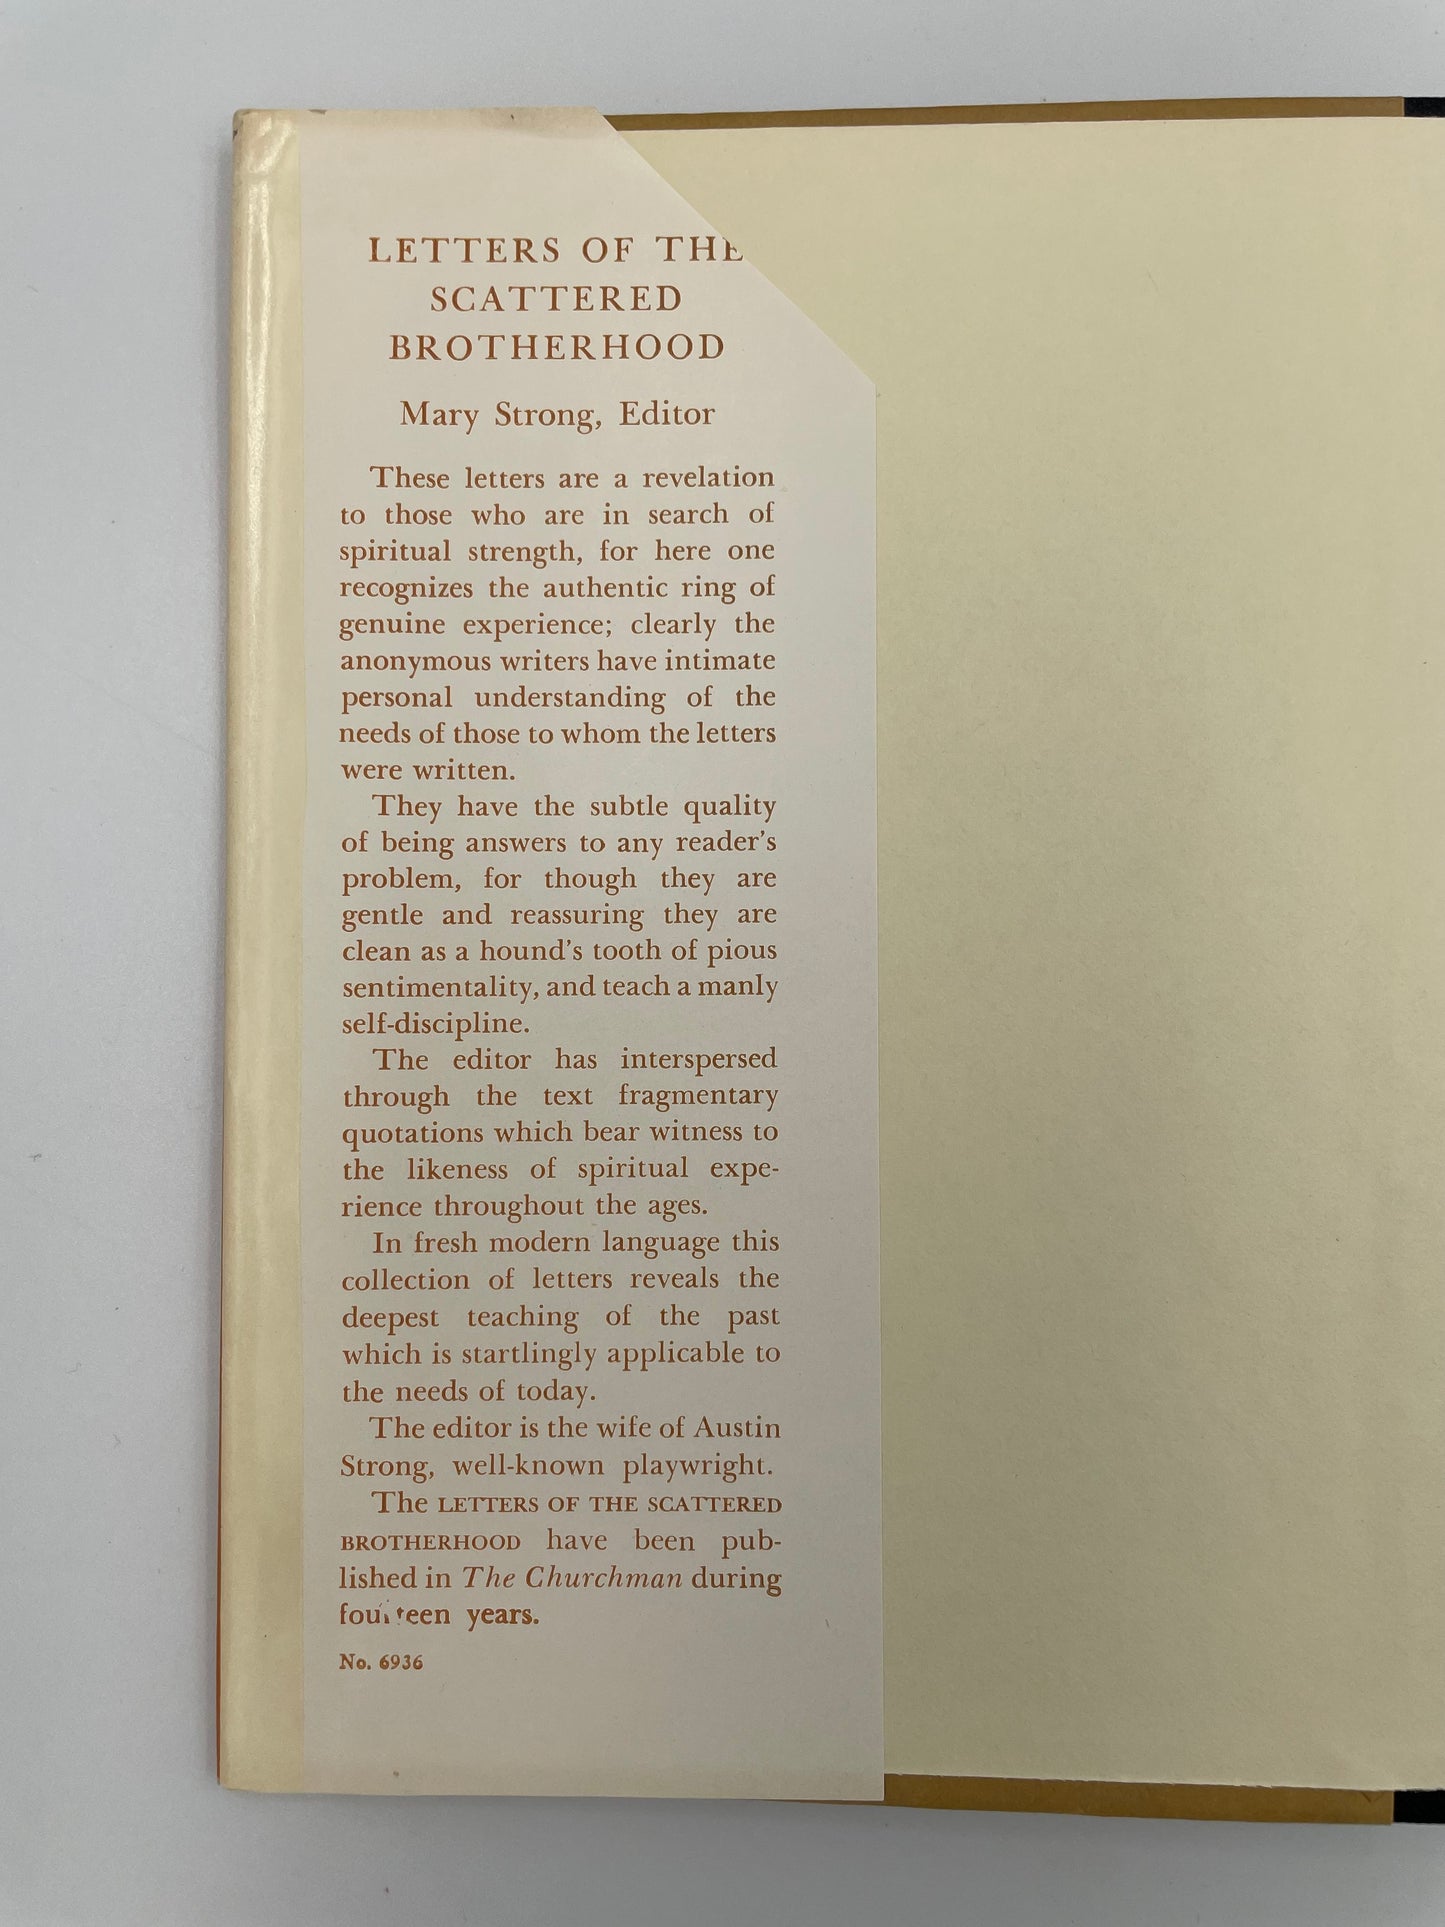 LETTERS OF THE
SCATTERED
BROTHERHOOD
Mary Strong, Editor
These letters are a revelation
to those who are in search of
spiritual strength, for here one
recognizes the authentic ring of
genuine experience; clearly the
anonymous writers have intimate
personal understanding of the
needs of those to whom the letters
were written.
They have the subtle quality
of being answers to any reader's
problem, for though they are
gentle and reassuring they are
clean as a hound's tooth of pious
sentimentality, and teach a manly
self-discipline.
The editor has interspersed
through the text fragmentary
quotations which bear witness to
the likeness of spiritual expe-
rience throughout the ages.
In fresh modern language this
collection of letters reveals the
deepest teaching of the past
which is startlingly applicable to
the needs of today.
The editor is the wife of Austin
Strong, well-known playwright.
The LETTERS OF THE SCATTERED
BROTHERHOOD have been pub-
lished in The Churchman during
fourteen years.
No. 6936